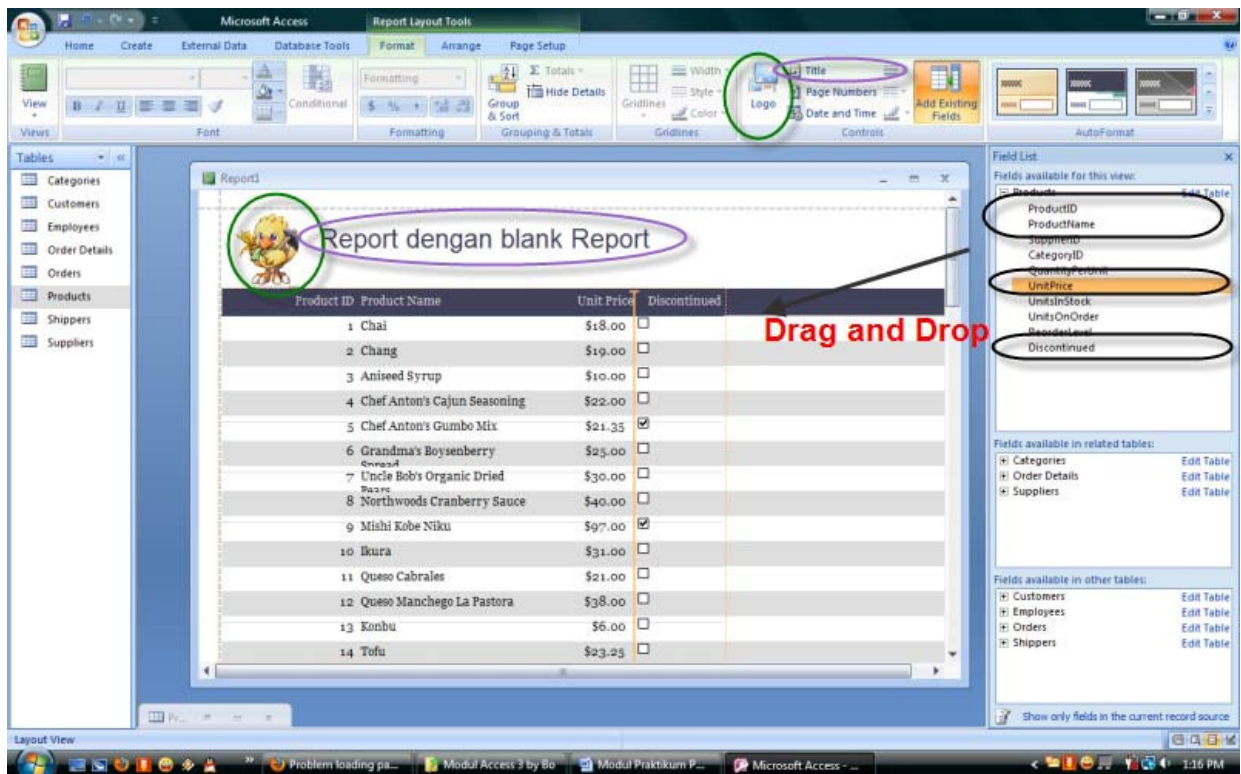 Microsoft Access Report Layout Tools
Home Create External Data Database Tools Format Arrange Page Setup
View
Views
B I U
Font
Conditional
Formatting
$ % ,
Formatting
Group & Sort
Σ Totals
Hide Details
Grouping & Totals
Gridlines
Width
Style
Color
Gridlines
Logo
Title
Page Numbers
Date and Time
Add Existing Fields
Controls
AutoFormat
Tables
Categories
Customers
Employees
Order Details
Orders
Products
Shippers
Suppliers
Report1
Report dengan blank Report
Product ID Product Name Unit Price Discontinued
1 Chai $18.00
2 Chang $19.00
3 Aniseed Syrup $10.00
4 Chef Anton's Cajun Seasoning $22.00
5 Chef Anton's Gumbo Mix $21.35
6 Grandma's Boysenberry $25.00
Spread
7 Uncle Bob's Organic Dried $30.00
Pears
8 Northwoods Cranberry Sauce $40.00
9 Mishi Kobe Niku $97.00
10 Ikura $31.00
11 Queso Cabrales $21.00
12 Queso Manchego La Pastora $38.00
13 Konbu $6.00
14 Tofu $23.25
Drag and Drop
Field List
Fields available for this view:
Products Edit Table
ProductID
ProductName
SupplierID
CategoryID
QuantityPerUnit
UnitPrice
UnitsInStock
UnitsOnOrder
ReorderLevel
Discontinued
Fields available in related tables:
Categories Edit Table
Order Details Edit Table
Suppliers Edit Table
Fields available in other tables:
Customers Edit Table
Employees Edit Table
Orders Edit Table
Shippers Edit Table
Show only fields in the current record source
Pr...
Layout View
Problem loading pa... Modul Access 3 by Bo Modul Praktikum P... Microsoft Access - ... 1:16 PM